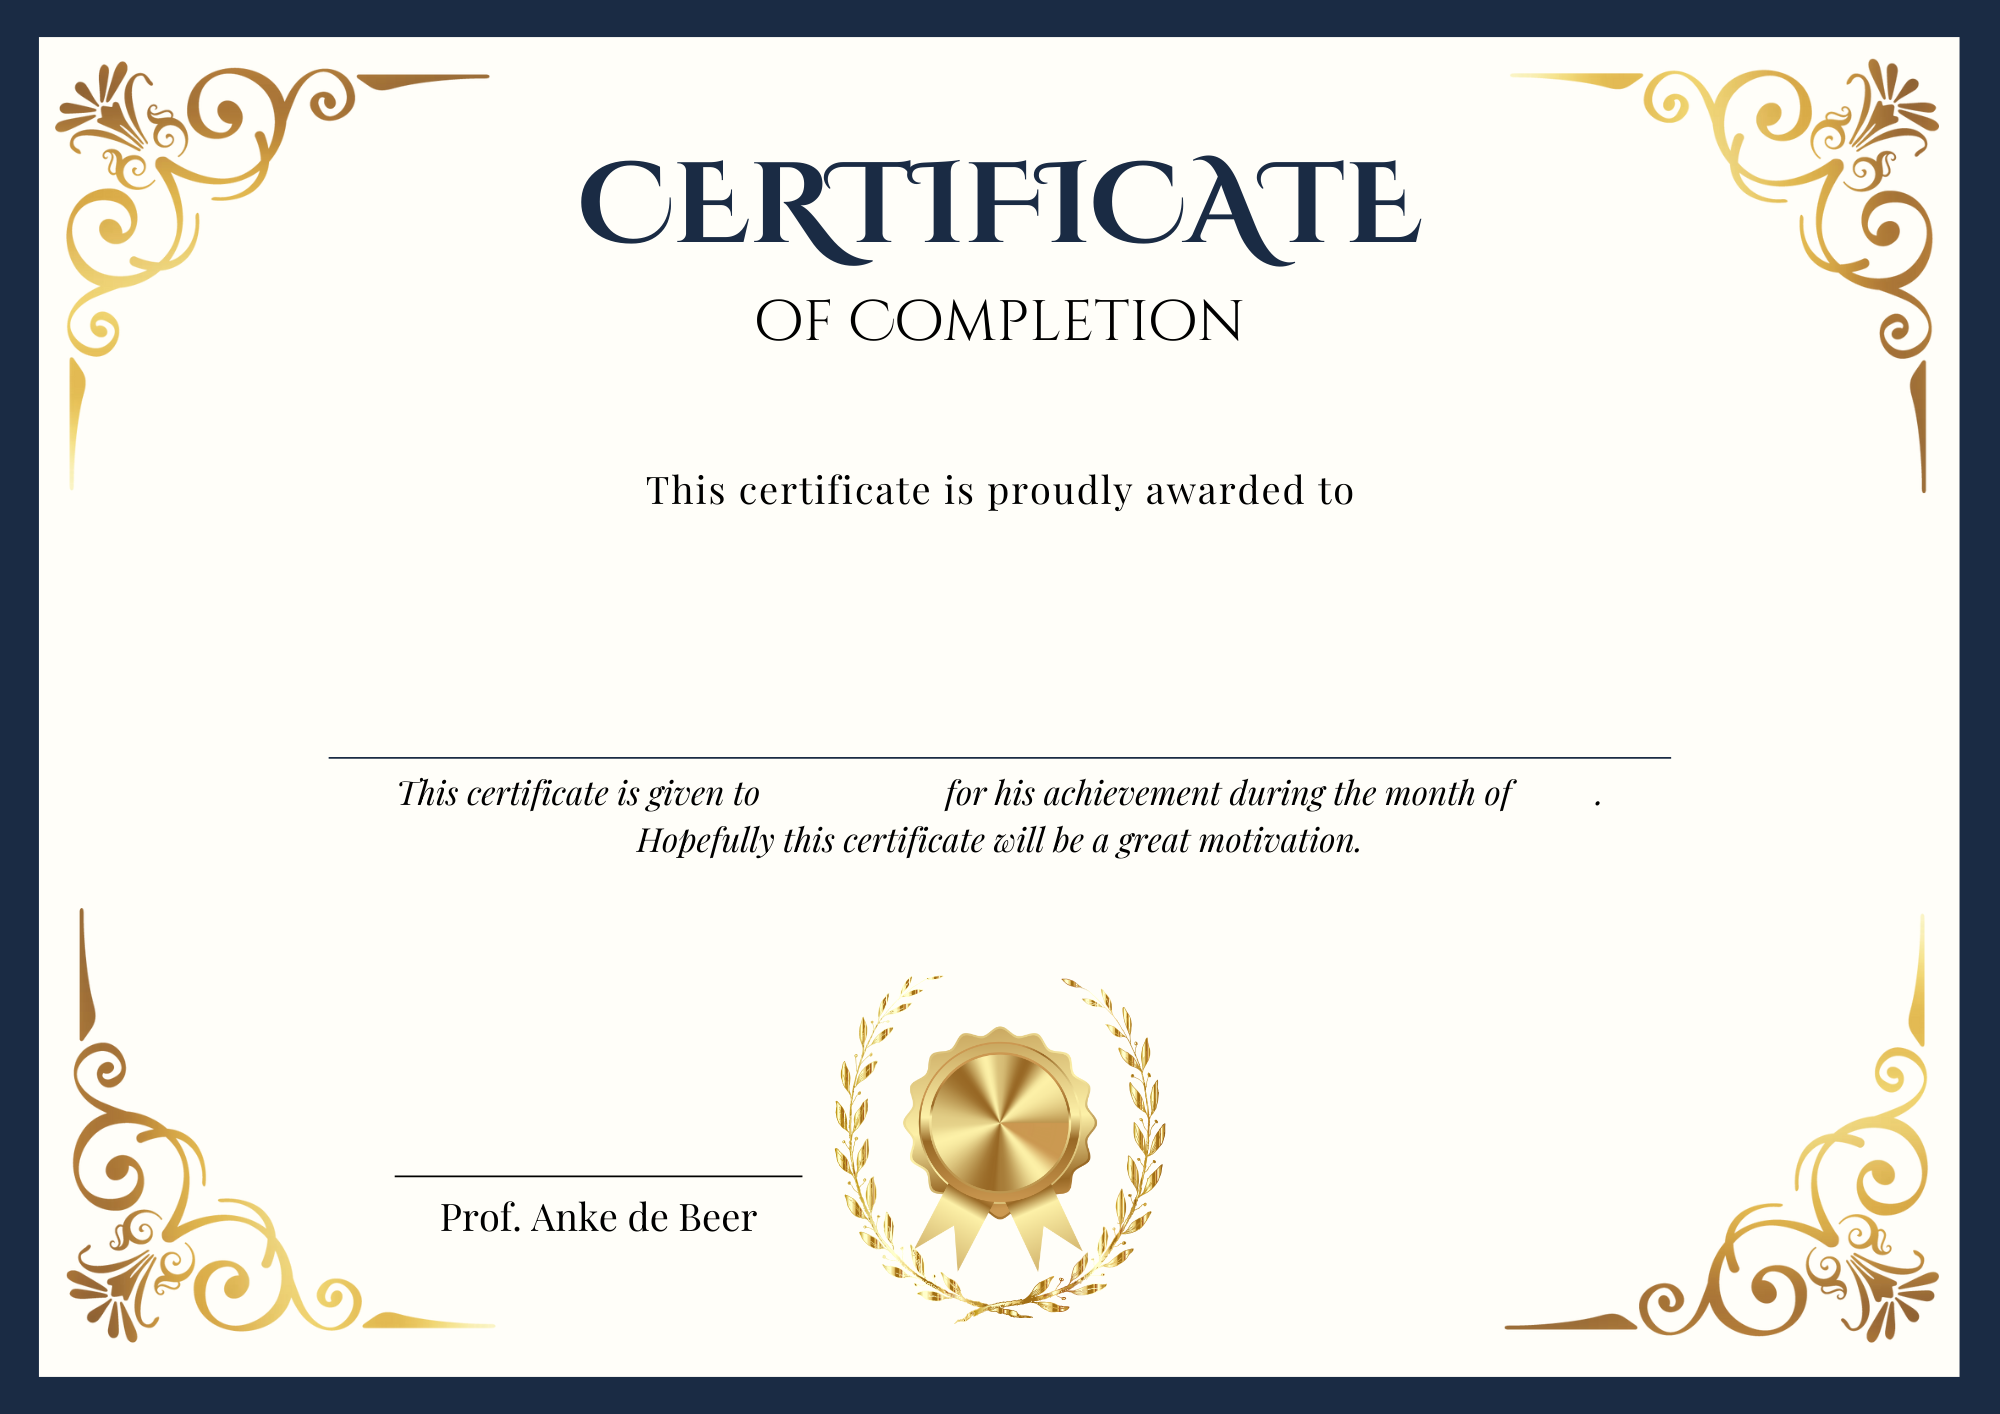 CERTIFICATE
OF COMPLETION
This certificate is proudly awarded to
This certificate is given to for his achievement during the month of .
Hopefully this certificate will be a great motivation.
Prof. Anke de Beer